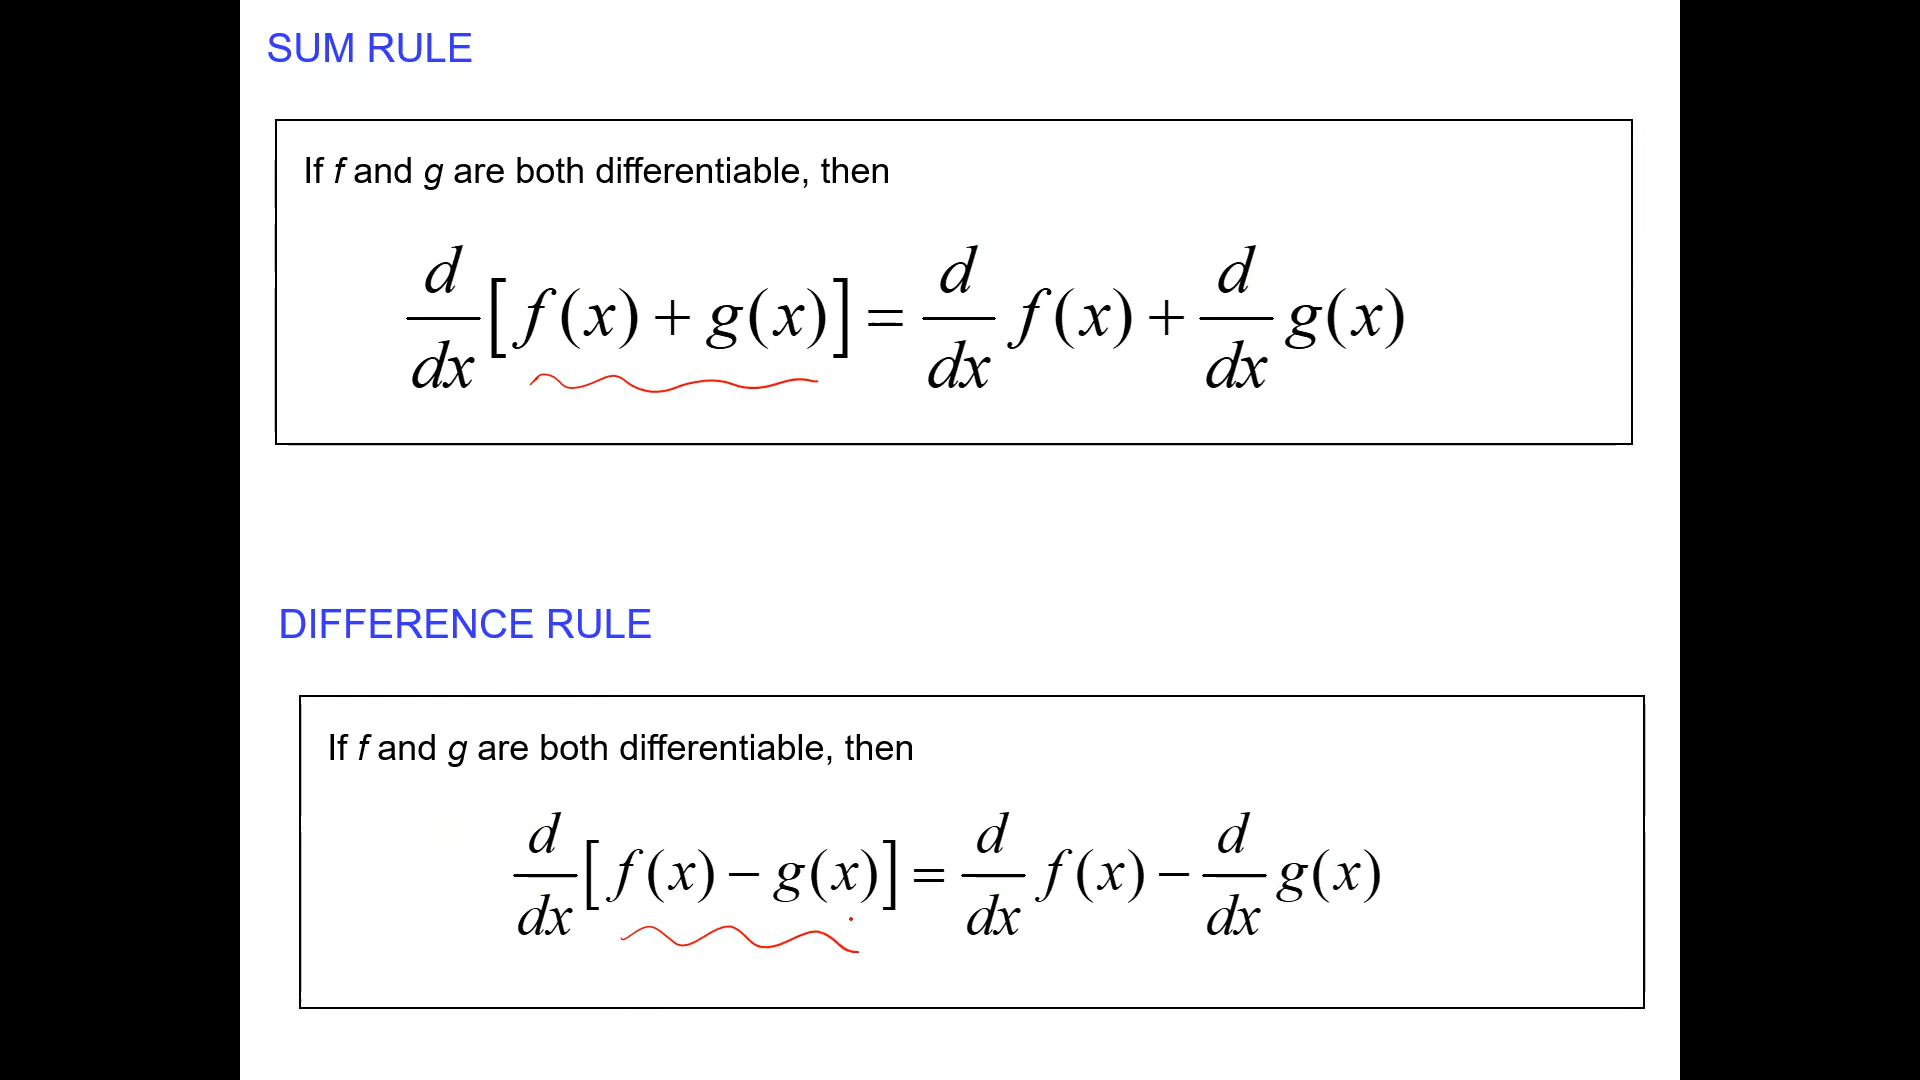 SUM RULE
If f and g are both differentiable, then
d/dx [f(x) + g(x)] = d/dx f(x) + d/dx g(x)
DIFFERENCE RULE
If f and g are both differentiable, then
d/dx [f(x) − g(x)] = d/dx f(x) − d/dx g(x)